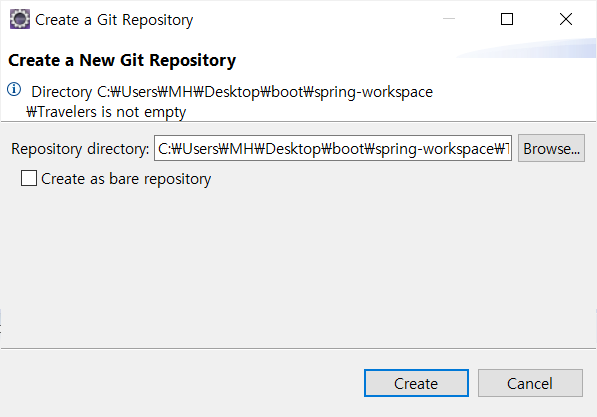 Create a Git Repository
Create a New Git Repository
Directory C:₩Users₩MH₩Desktop₩boot₩spring-workspace
₩Travelers is not empty
Repository directory: C:₩Users₩MH₩Desktop₩boot₩spring-workspace₩T Browse...
Create as bare repository
Create Cancel